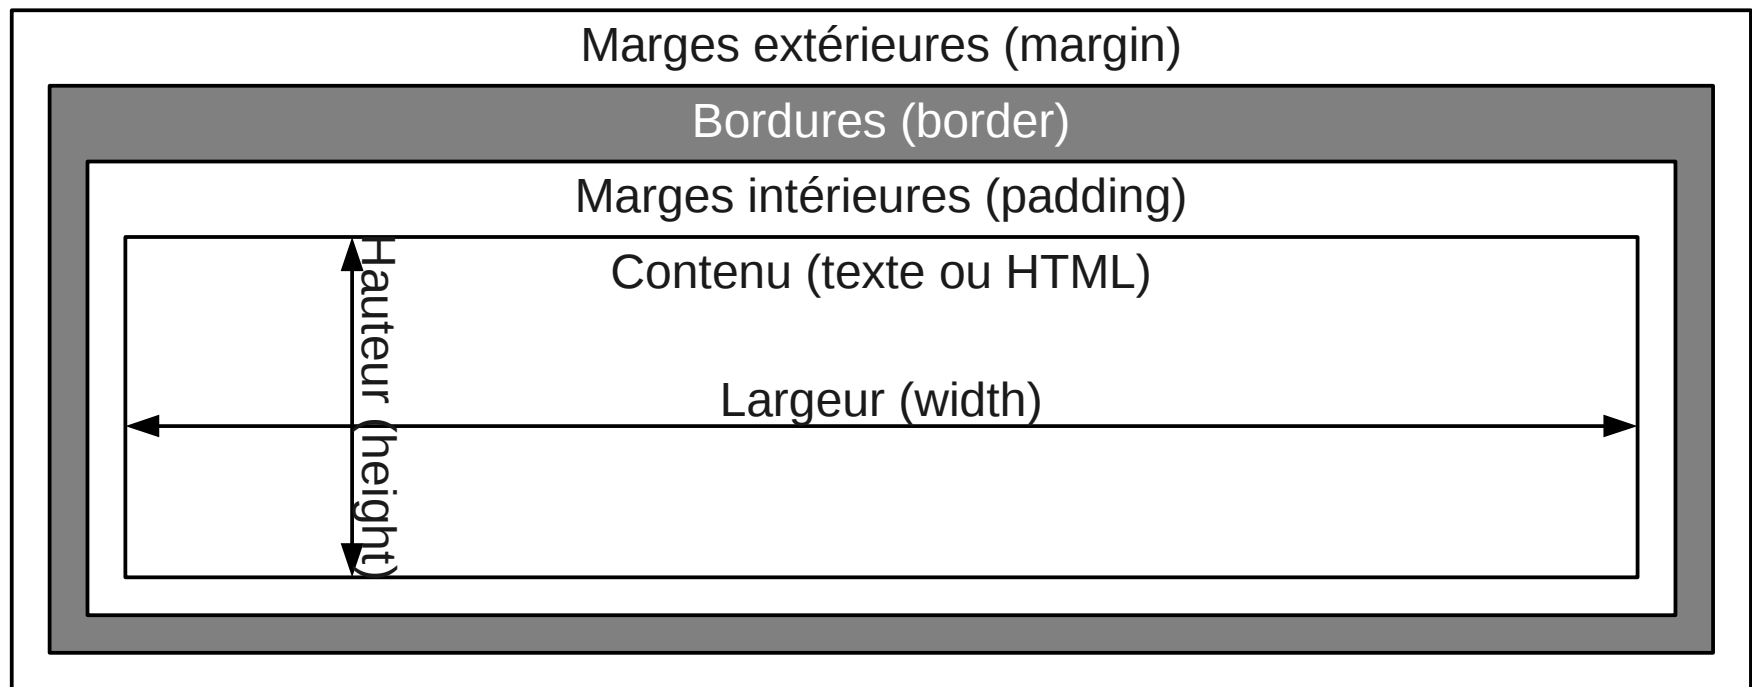 Marges extérieures (margin)
Bordures (border)
Marges intérieures (padding)
Contenu (texte ou HTML)
Hauteur (height)
Largeur (width)